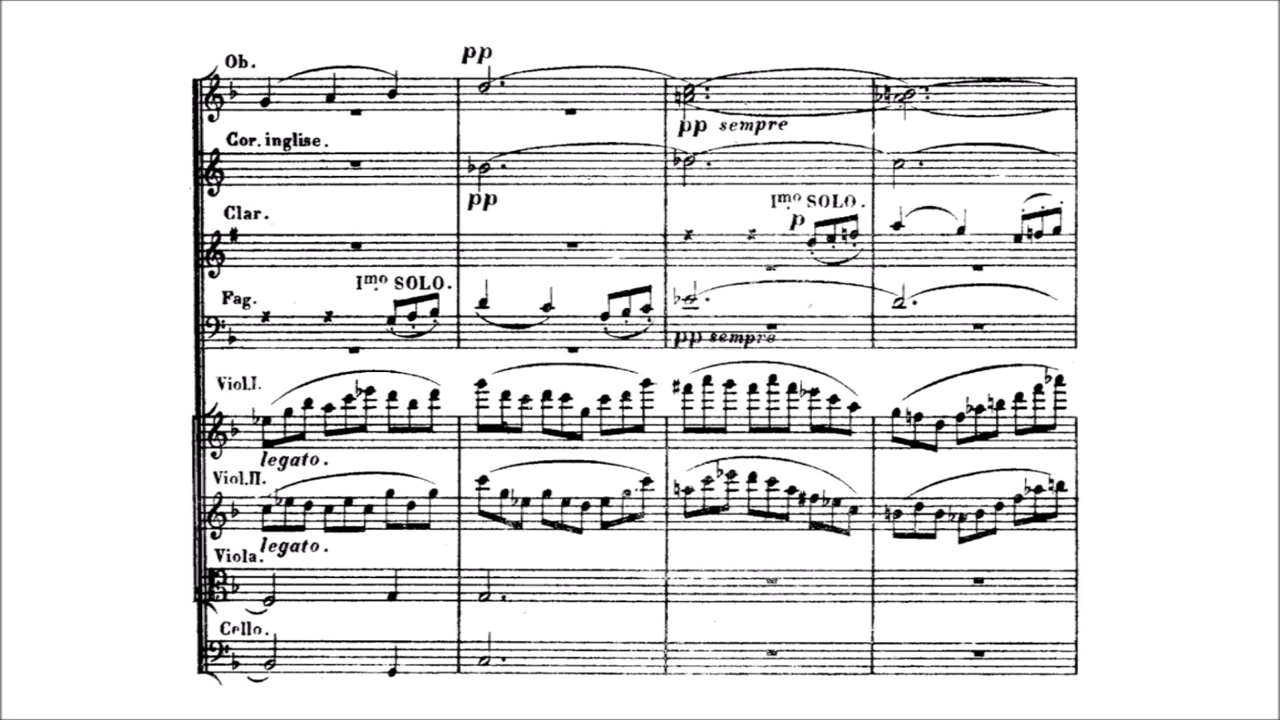 Ob.
pp
pp sempre
Cor. inglise.
pp
Clar.
Imo SOLO.
p
Fag.
Imo SOLO.
pp sempre
Viol.I.
legato.
Viol.II.
legato.
Viola.
Cello.